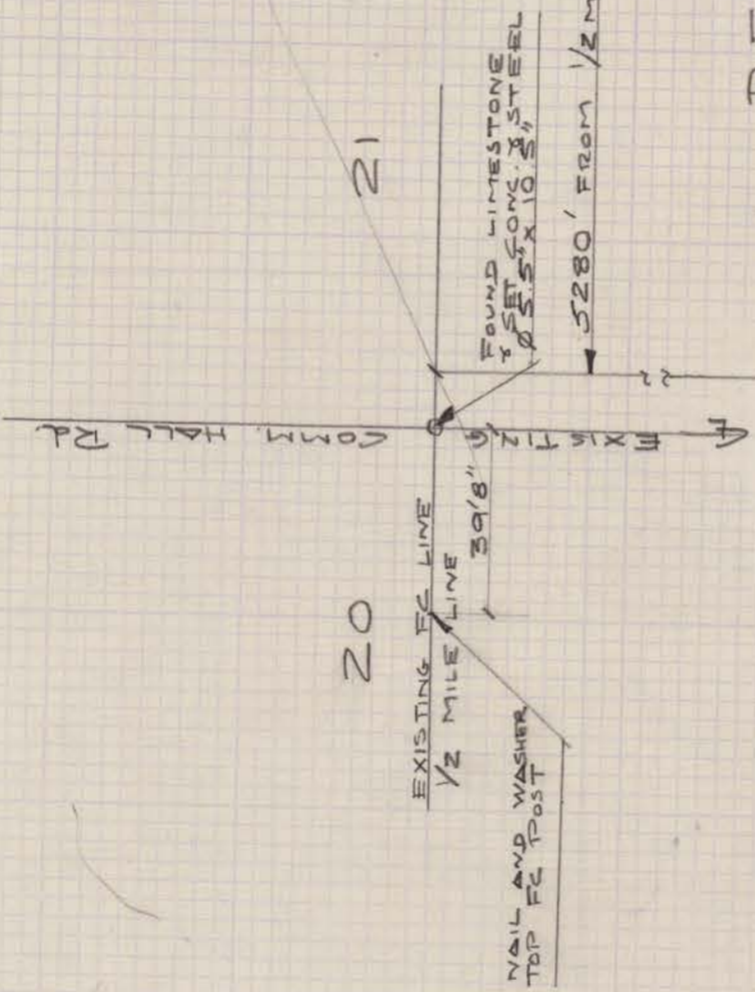 21
FOUND LIMESTONE
& SET CONC. & STEEL
Ø 5.5" X 10.5"
5280' FROM 1/2 M
COMM. HALL Rd
EXISTING
20
EXISTING FC LINE
1/2 MILE LINE
39'8"
NAIL AND WASHER
TOP FC POST